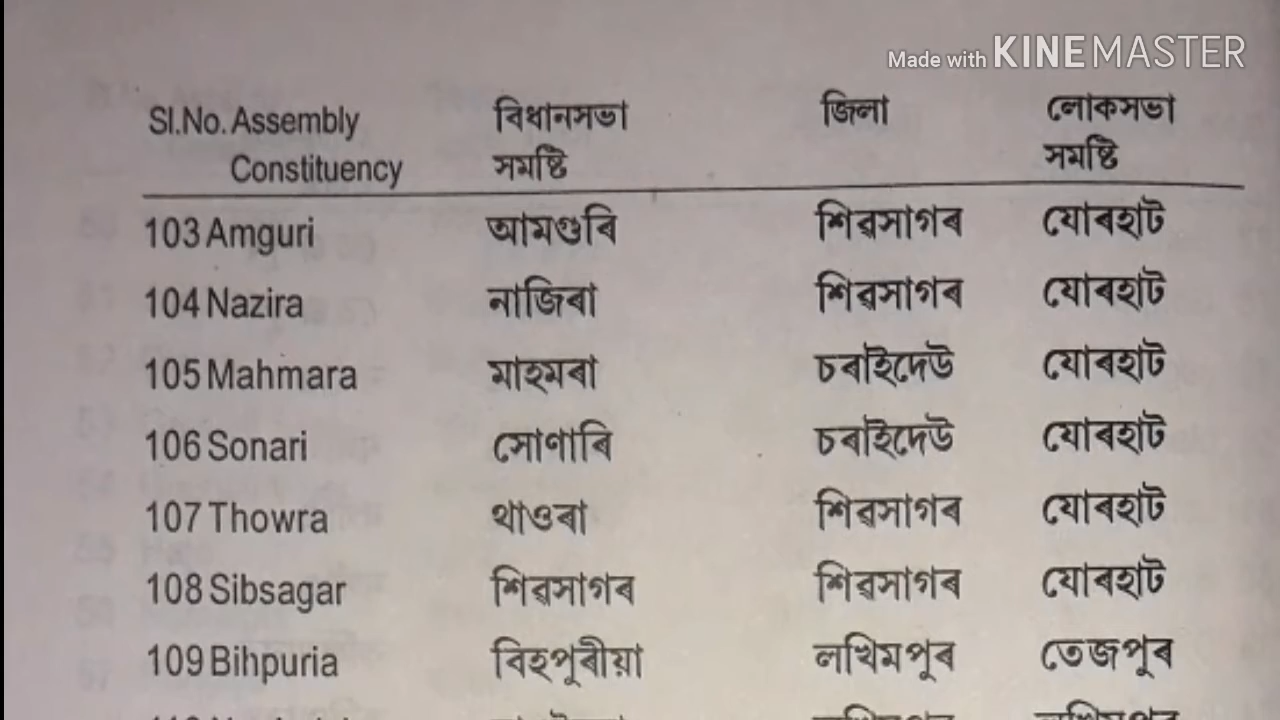 Made with KINEMASTER
Sl.No. Assembly বিধানসভা জিলা লোকসভা
Constituency সমষ্টি সমষ্টি
103 Amguri আমগুৰি শিৱসাগৰ যোৰহাট
104 Nazira নাজিৰা শিৱসাগৰ যোৰহাট
105 Mahmara মাহমৰা চৰাইদেউ যোৰহাট
106 Sonari সোণাৰি চৰাইদেউ যোৰহাট
107 Thowra থাওৰা শিৱসাগৰ যোৰহাট
108 Sibsagar শিৱসাগৰ শিৱসাগৰ যোৰহাট
109 Bihpuria বিহপুৰীয়া লখিমপুৰ তেজপুৰ